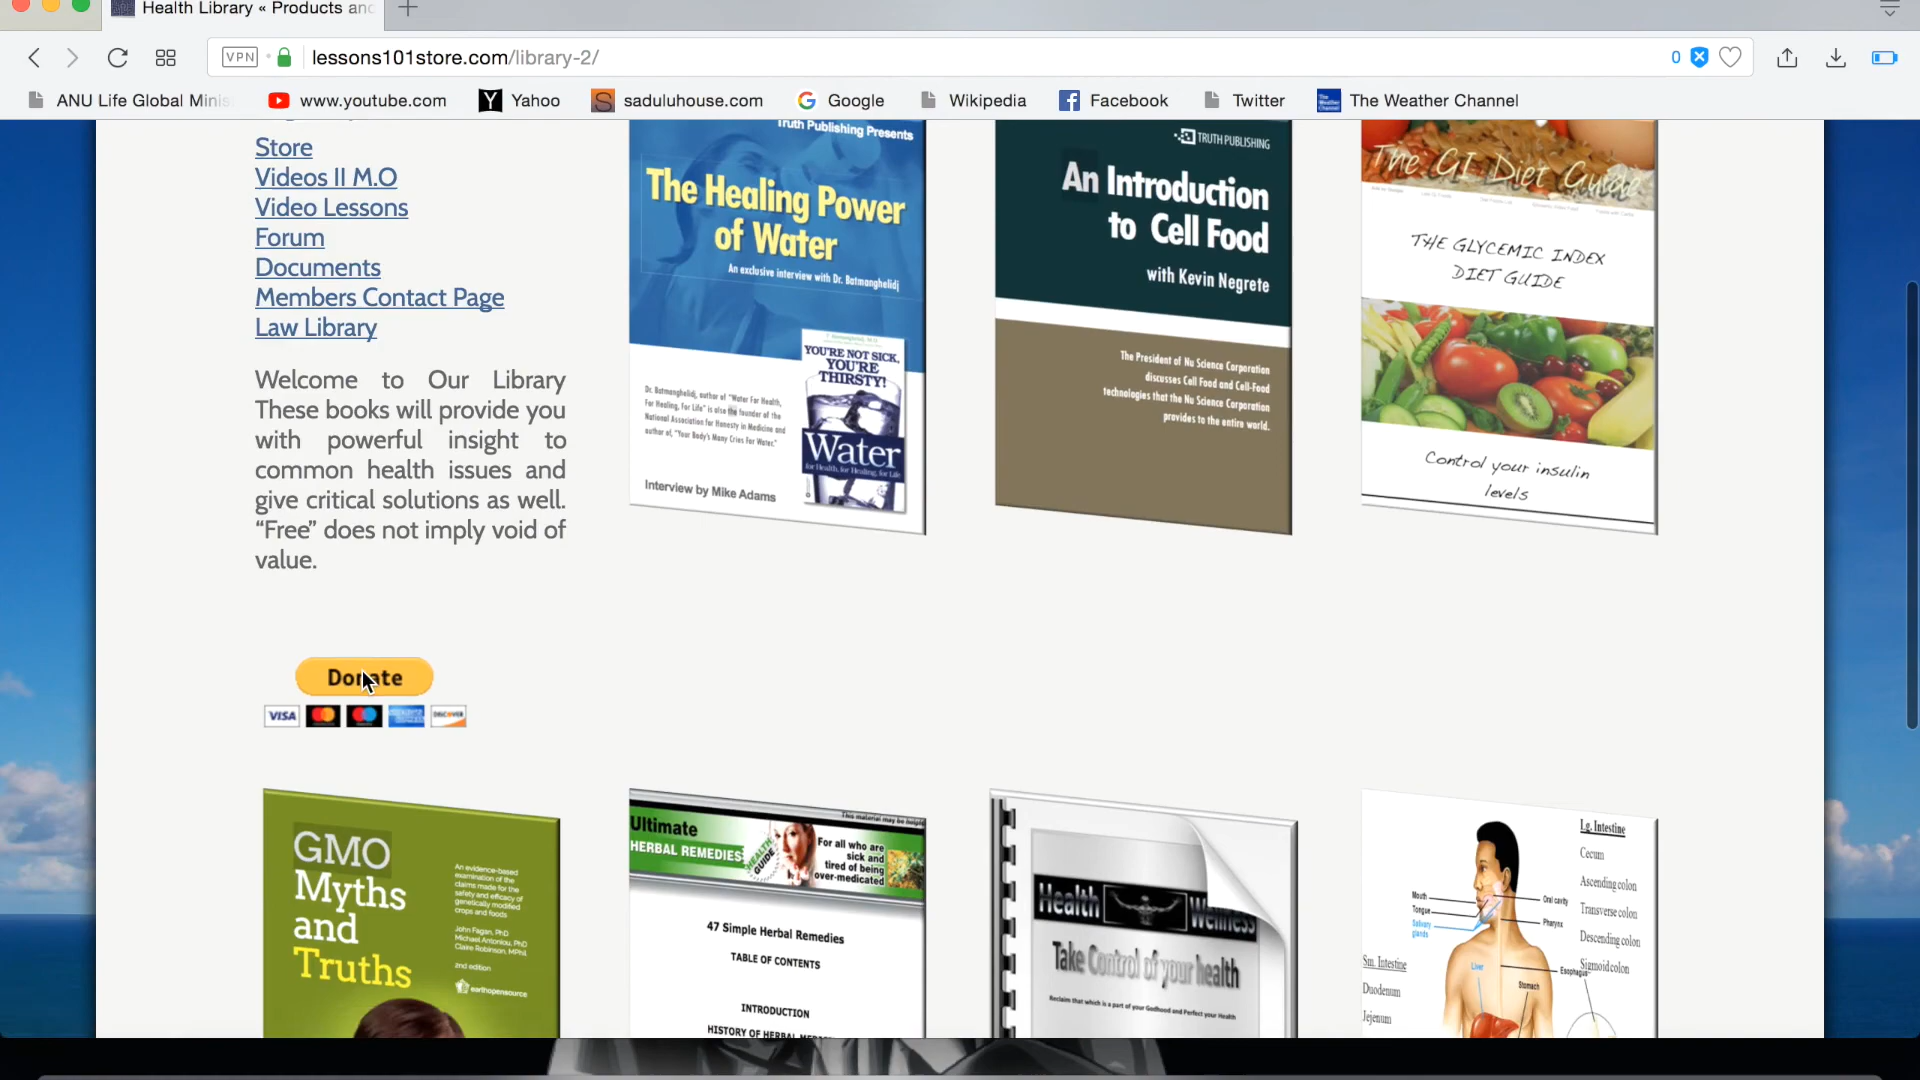 Health Library « Products and
VPN
lessons101store.com/library-2/
0
ANU Life Global Minis
www.youtube.com
Yahoo
saduluhouse.com
Google
Wikipedia
Facebook
Twitter
The Weather Channel
Store
Videos II M.O
Video Lessons
Forum
Documents
Members Contact Page
Law Library
Welcome to Our Library
These books will provide you
with powerful insight to
common health issues and
give critical solutions as well.
“Free” does not imply void of
value.
Donate
VISA
DISCOVER
Truth Publishing Presents
The Healing Power
of Water
An exclusive interview with Dr. Batmanghelidj
YOU'RE NOT SICK,
YOU'RE
THIRSTY!
Water
for Health, for Healing, for Life
Dr. Batmanghelidj, author of "Water For Health,
For Healing, For Life" is also the founder of the
National Association for Honesty in Medicine and
author of, "Your Body's Many Cries For Water."
Interview by Mike Adams
TRUTH PUBLISHING
An Introduction
to Cell Food
with Kevin Negrete
The President of Nu Science Corporation
discusses Cell Food and Cell-Food
technologies that the Nu Science Corporation
provides to the entire world.
The GI Diet Guide
THE GLYCEMIC INDEX
DIET GUIDE
Control your insulin
levels
GMO
Myths
and
Truths
An evidence-based
examination of the
claims made for the
safety and efficacy of
genetically modified
crops and foods
John Fagan, PhD
Michael Antoniou, PhD
Claire Robinson, MPhil
2nd edition
earthopensource
This material may be helpful
Ultimate
HERBAL REMEDIES
HEALTH
GUIDE
For all who are
sick and
tired of being
over-medicated
47 Simple Herbal Remedies
TABLE OF CONTENTS
INTRODUCTION
HISTORY OF HERBAL
Health Wellness
Take Control of your health
Reclaim that which is a part of your Godhood and Perfect your Health
Lg. Intestine
Cecum
Ascending colon
Transverse colon
Descending colon
Sigmoid colon
Mouth
Tongue
Salivary
glands
Oral cavity
Pharynx
Esophagus
Liver
Stomach
Sm. Intestine
Duodenum
Jejenum